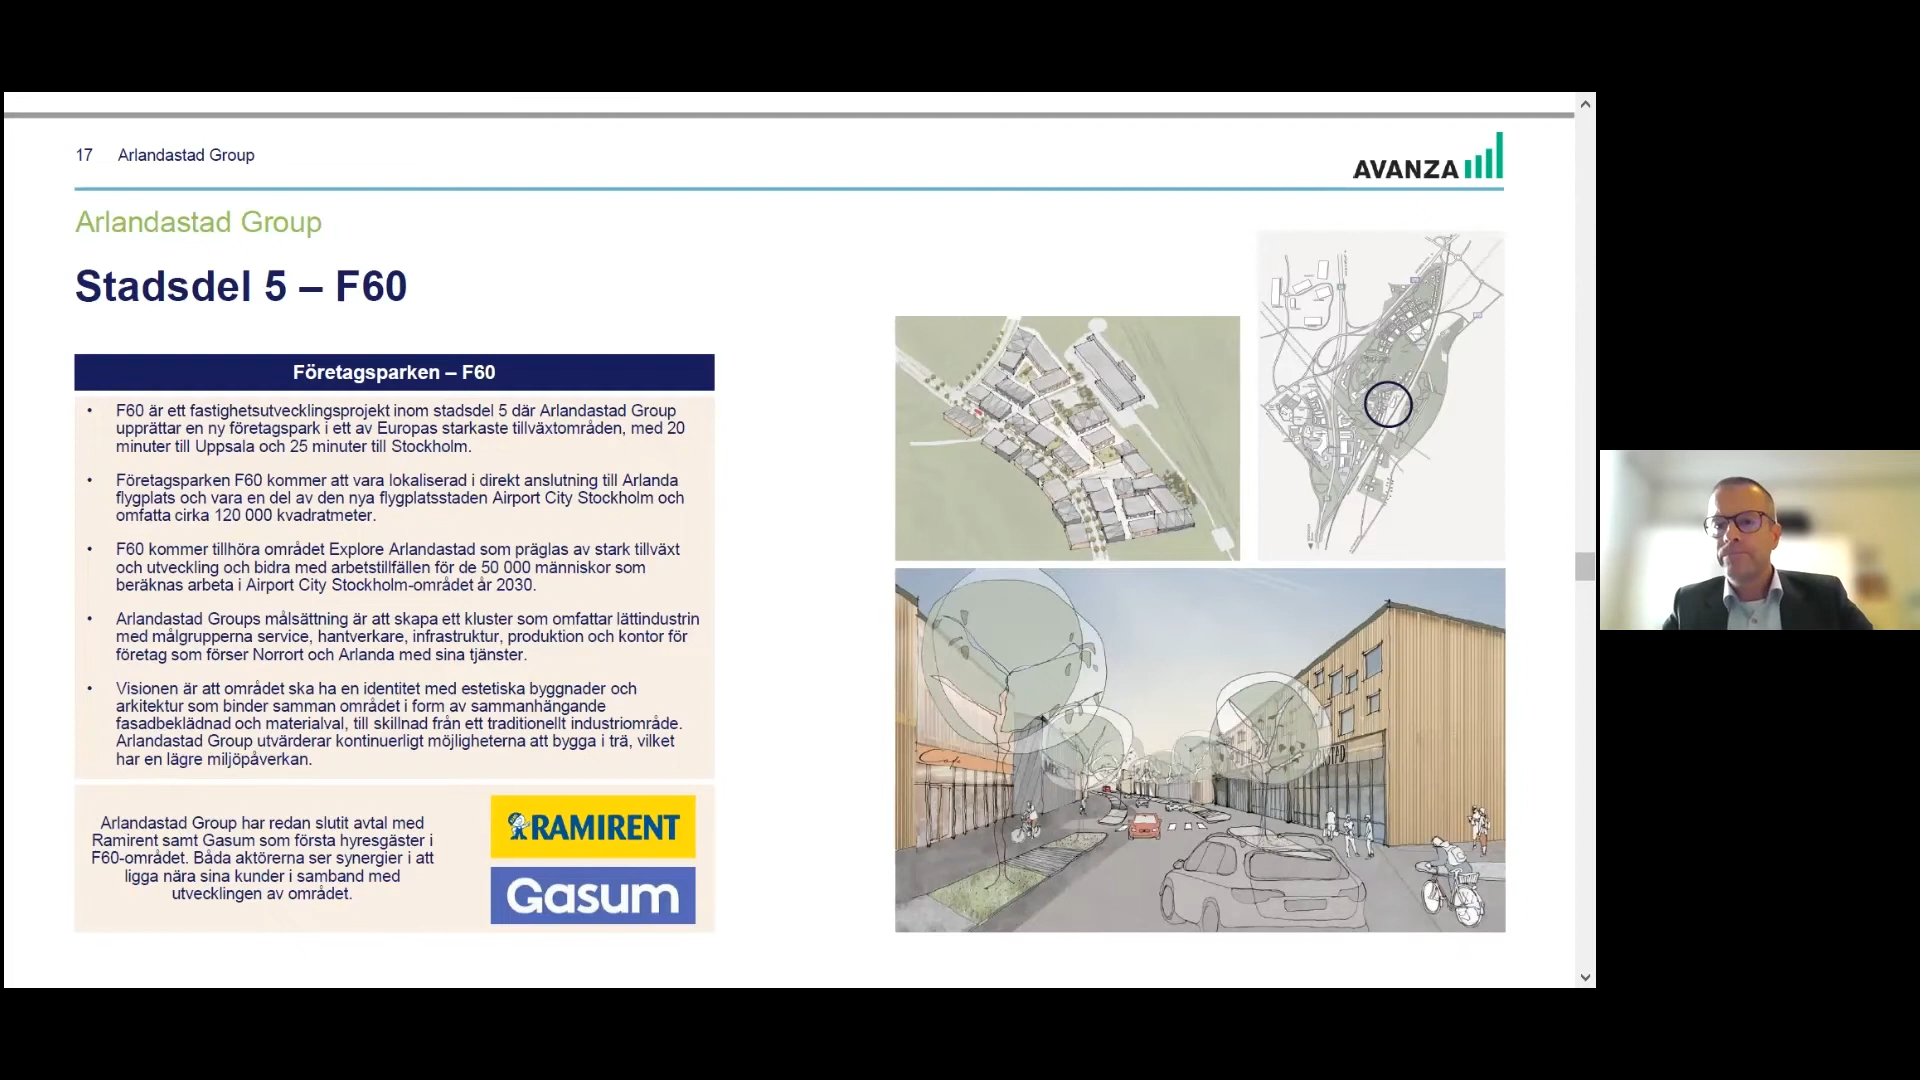 17 Arlandastad Group
AVANZA
Arlandastad Group
Stadsdel 5 – F60
Företagsparken – F60
• F60 är ett fastighetsutvecklingsprojekt inom stadsdel 5 där Arlandastad Group
upprättar en ny företagspark i ett av Europas starkaste tillväxtområden, med 20
minuter till Uppsala och 25 minuter till Stockholm.
• Företagsparken F60 kommer att vara lokaliserad i direkt anslutning till Arlanda
flygplats och vara en del av den nya flygplatsstaden Airport City Stockholm och
omfatta cirka 120 000 kvadratmeter.
• F60 kommer tillhöra området Explore Arlandastad som präglas av stark tillväxt
och utveckling och bidra med arbetstillfällen för de 50 000 människor som
beräknas arbeta i Airport City Stockholm-området år 2030.
• Arlandastad Groups målsättning är att skapa ett kluster som omfattar lättindustrin
med målgrupperna service, hantverkare, infrastruktur, produktion och kontor för
företag som förser Norrort och Arlanda med sina tjänster.
• Visionen är att området ska ha en identitet med estetiska byggnader och
arkitektur som binder samman området i form av sammanhängande
fasadbeklädnad och materialval, till skillnad från ett traditionellt industriområde.
Arlandastad Group utvärderar kontinuerligt möjligheterna att bygga i trä, vilket
har en lägre miljöpåverkan.
Arlandastad Group har redan slutit avtal med
Ramirent samt Gasum som första hyresgäster i
F60-området. Båda aktörerna ser synergier i att
ligga nära sina kunder i samband med
utvecklingen av området.
RAMIRENT
Gasum
Cafe